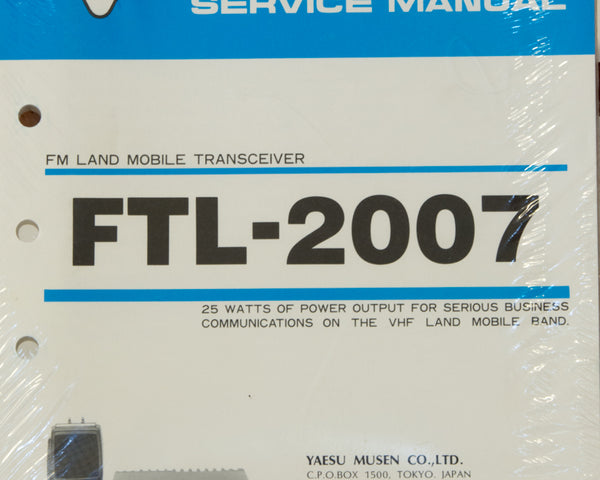 SERVICE MANUAL
FM LAND MOBILE TRANSCEIVER
FTL-2007
25 WATTS OF POWER OUTPUT FOR SERIOUS BUSINESS
COMMUNICATIONS ON THE VHF LAND MOBILE BAND.
YAESU MUSEN CO.,LTD.
C.P.O.BOX 1500, TOKYO, JAPAN